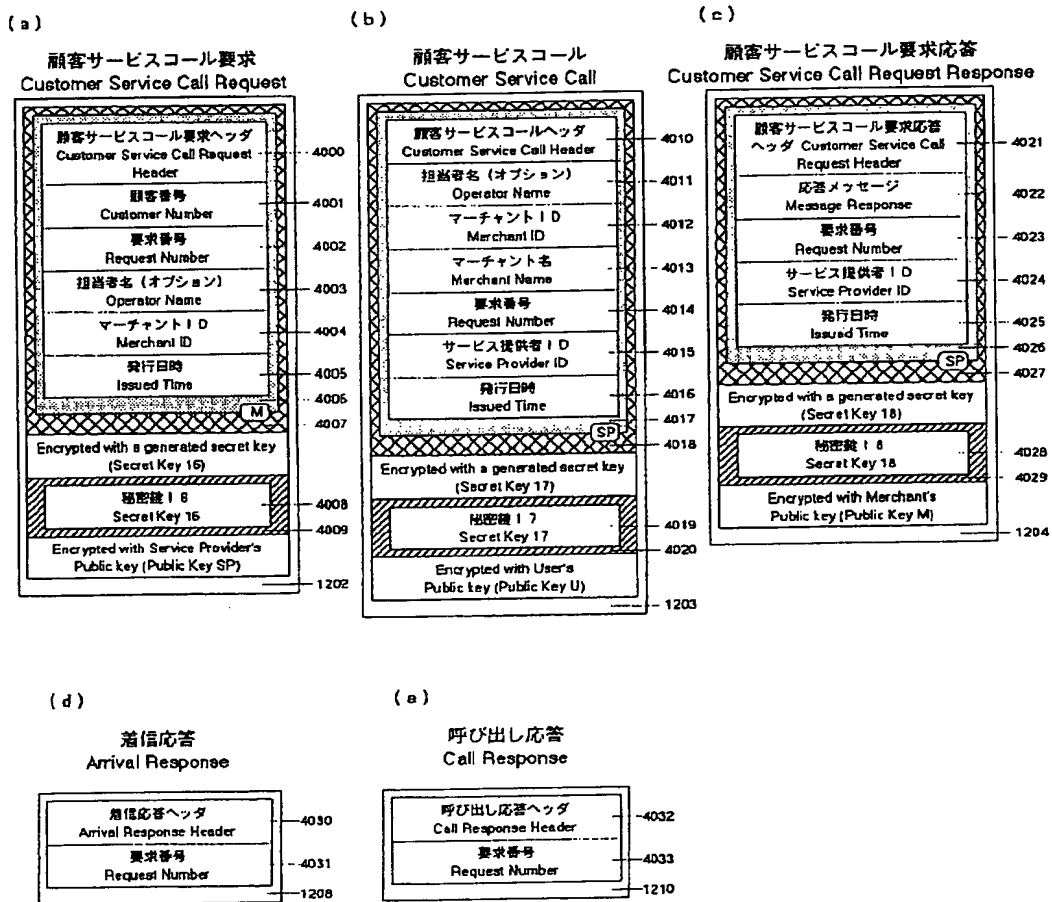 (a)
顧客サービスコール要求
Customer Service Call Request
顧客サービスコール要求ヘッダ
Customer Service Call Request
Header
4000
顧客番号
Customer Number
4001
要求番号
Request Number
4002
担当者名(オプション)
Operator Name
4003
マーチャントID
Merchant ID
4004
発行日時
Issued Time
4005
4006
M
4007
Encrypted with a generated secret key
(Secret Key 16)
秘密鍵16
Secret Key 16
4008
4009
Encrypted with Service Provider's
Public key (Public Key SP)
1202
(b)
顧客サービスコール
Customer Service Call
顧客サービスコールヘッダ
Customer Service Call Header
4010
担当者名(オプション)
Operator Name
4011
マーチャントID
Merchant ID
4012
マーチャント名
Merchant Name
4013
要求番号
Request Number
4014
サービス提供者ID
Service Provider ID
4015
発行日時
Issued Time
4016
4017
SP
4018
Encrypted with a generated secret key
(Secret Key 17)
秘密鍵17
Secret Key 17
4019
4020
Encrypted with User's
Public key (Public Key U)
1203
(c)
顧客サービスコール要求応答
Customer Service Call Request Response
顧客サービスコール要求応答
ヘッダ Customer Service Call
Request Header
4021
応答メッセージ
Message Response
4022
要求番号
Request Number
4023
サービス提供者ID
Service Provider ID
4024
発行日時
Issued Time
4025
4026
SP
4027
Encrypted with a generated secret key
(Secret Key 18)
秘密鍵18
Secret Key 18
4028
4029
Encrypted with Merchant's
Public key (Public Key M)
1204
(d)
着信応答
Arrival Response
着信応答ヘッダ
Arrival Response Header
4030
要求番号
Request Number
4031
1208
(e)
呼び出し応答
Call Response
呼び出し応答ヘッダ
Call Response Header
4032
要求番号
Request Number
4033
1210